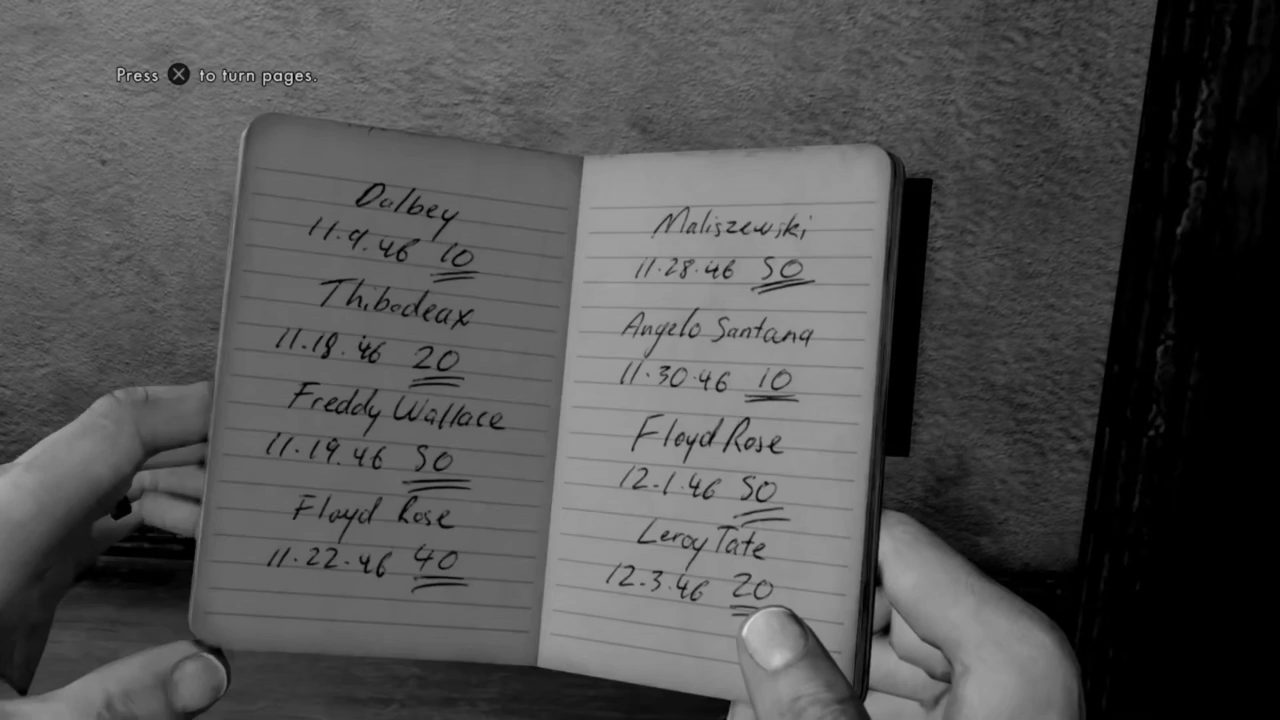 Press X to turn pages.
Dalbey
11.9.46 10
Thibodeax
11.18.46 20
Freddy Wallace
11.19.46 50
Floyd Rose
11.22.46 40
Maliszewski
11.28.46 50
Angelo Santana
11.30.46 10
Floyd Rose
12.1.46 50
Leroy Tate
12.3.46 20